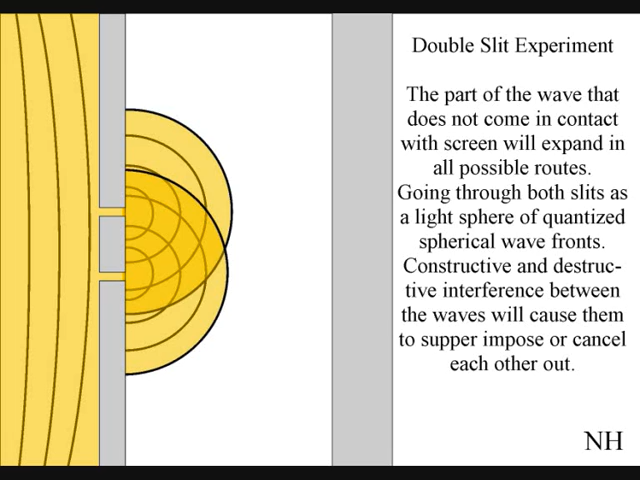 Double Slit Experiment
The part of the wave that
does not come in contact
with screen will expand in
all possible routes.
Going through both slits as
a light sphere of quantized
spherical wave fronts.
Constructive and destruc-
tive interference between
the waves will cause them
to supper impose or cancel
each other out.
NH